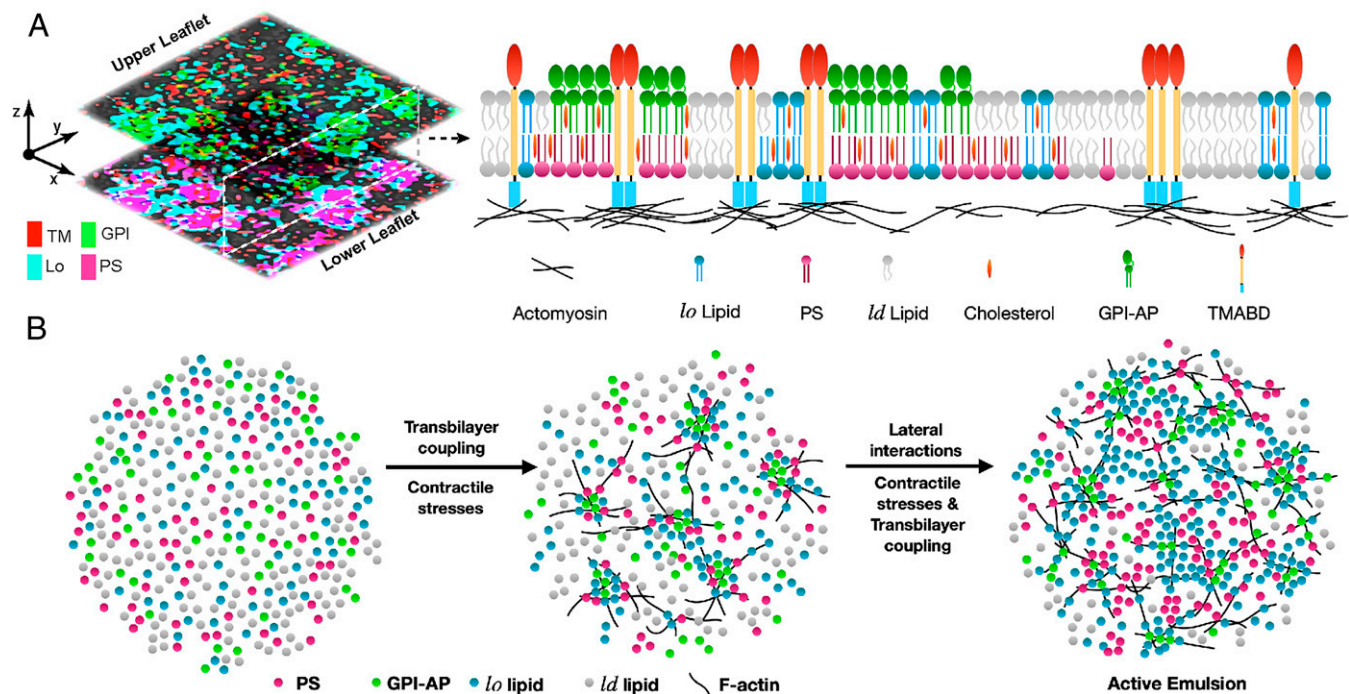 A
Upper Leaflet
z
y
x
TM
GPI
Lo
PS
Lower Leaflet
Actomyosin
lo Lipid
PS
ld Lipid
Cholesterol
GPI-AP
TMABD
B
Transbilayer
coupling
Contractile
stresses
Lateral
interactions
Contractile
stresses &
Transbilayer
coupling
PS
GPI-AP
lo lipid
ld lipid
F-actin
Active Emulsion